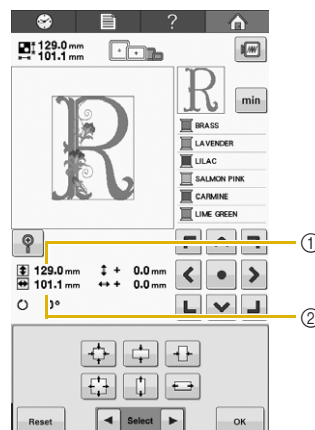 ?
129.0 mm
101.1 mm
R
min
BRASS
LAVENDER
LILAC
SALMON PINK
CARMINE
LIME GREEN
129.0 mm + 0.0 mm
101.1 mm + 0.0 mm
0°
①
②
Reset
Select
OK